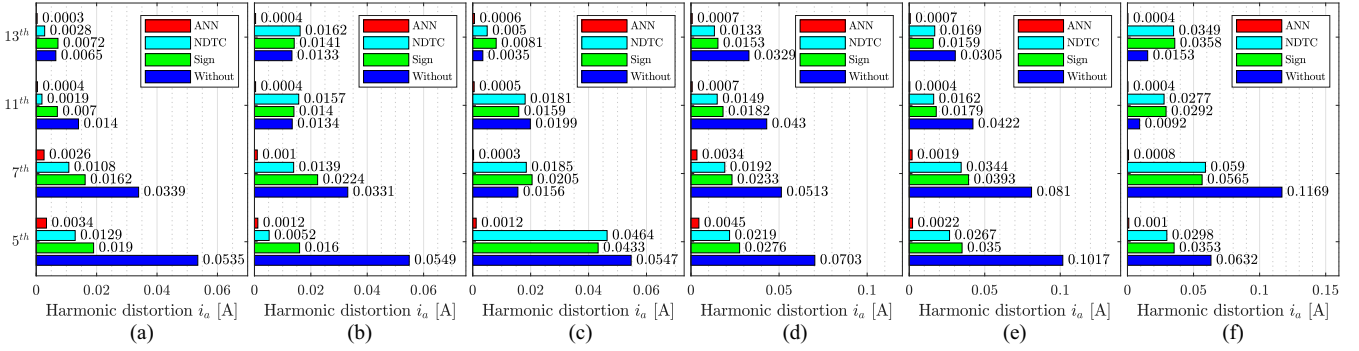 13th
11th
7th
5th
ANN
NDTC
Sign
Without
0.0003
0.0028
0.0072
0.0065
0.0004
0.0019
0.007
0.014
0.0026
0.0108
0.0162
0.0339
0.0034
0.0129
0.019
0.0535
0 0.02 0.04 0.06
Harmonic distortion ia [A]
(a)
ANN
NDTC
Sign
Without
0.0004
0.0162
0.0141
0.0133
0.0004
0.0157
0.014
0.0134
0.001
0.0139
0.0224
0.0331
0.0012
0.0052
0.016
0.0549
0 0.02 0.04 0.06
Harmonic distortion ia [A]
(b)
ANN
NDTC
Sign
Without
0.0006
0.005
0.0081
0.0035
0.0005
0.0181
0.0159
0.0199
0.0003
0.0185
0.0205
0.0156
0.0012
0.0464
0.0433
0.0547
0 0.02 0.04 0.06
Harmonic distortion ia [A]
(c)
ANN
NDTC
Sign
Without
0.0007
0.0133
0.0153
0.0329
0.0007
0.0149
0.0182
0.043
0.0034
0.0192
0.0233
0.0513
0.0045
0.0219
0.0276
0.0703
0 0.05 0.1
Harmonic distortion ia [A]
(d)
ANN
NDTC
Sign
Without
0.0007
0.0169
0.0159
0.0305
0.0004
0.0162
0.0179
0.0422
0.0019
0.0344
0.0393
0.081
0.0022
0.0267
0.035
0.1017
0 0.05 0.1
Harmonic distortion ia [A]
(e)
ANN
NDTC
Sign
Without
0.0004
0.0349
0.0358
0.0153
0.0004
0.0277
0.0292
0.0092
0.0008
0.059
0.0565
0.1169
0.001
0.0298
0.0353
0.0632
0 0.05 0.1 0.15
Harmonic distortion ia [A]
(f)